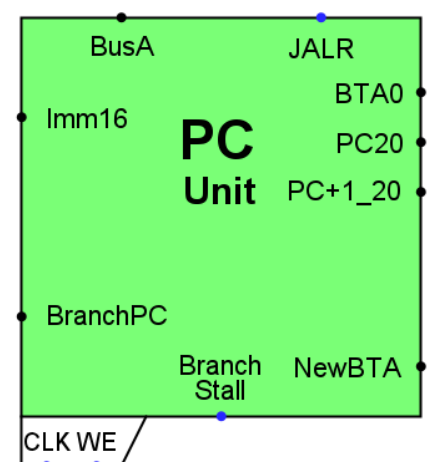 BusA
JALR
BTA0
Imm16
PC
Unit
PC20
PC+1_20
BranchPC
Branch
Stall
NewBTA
CLK WE